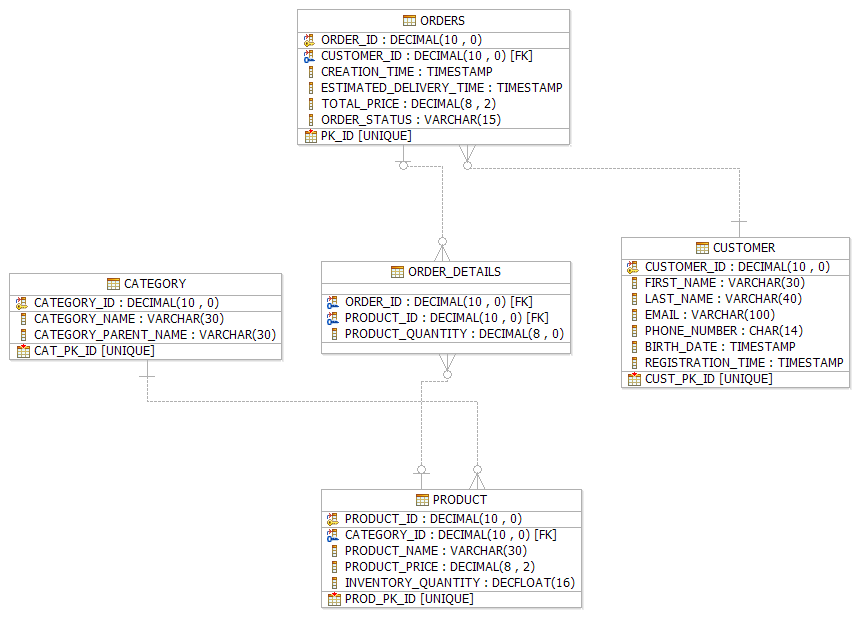 ORDERS
ORDER_ID : DECIMAL(10 , 0)
CUSTOMER_ID : DECIMAL(10 , 0) [FK]
CREATION_TIME : TIMESTAMP
ESTIMATED_DELIVERY_TIME : TIMESTAMP
TOTAL_PRICE : DECIMAL(8 , 2)
ORDER_STATUS : VARCHAR(15)
PK_ID [UNIQUE]
CATEGORY
CATEGORY_ID : DECIMAL(10 , 0)
CATEGORY_NAME : VARCHAR(30)
CATEGORY_PARENT_NAME : VARCHAR(30)
CAT_PK_ID [UNIQUE]
ORDER_DETAILS
ORDER_ID : DECIMAL(10 , 0) [FK]
PRODUCT_ID : DECIMAL(10 , 0) [FK]
PRODUCT_QUANTITY : DECIMAL(8 , 0)
CUSTOMER
CUSTOMER_ID : DECIMAL(10 , 0)
FIRST_NAME : VARCHAR(30)
LAST_NAME : VARCHAR(40)
EMAIL : VARCHAR(100)
PHONE_NUMBER : CHAR(14)
BIRTH_DATE : TIMESTAMP
REGISTRATION_TIME : TIMESTAMP
CUST_PK_ID [UNIQUE]
PRODUCT
PRODUCT_ID : DECIMAL(10 , 0)
CATEGORY_ID : DECIMAL(10 , 0) [FK]
PRODUCT_NAME : VARCHAR(30)
PRODUCT_PRICE : DECIMAL(8 , 2)
INVENTORY_QUANTITY : DECFLOAT(16)
PROD_PK_ID [UNIQUE]